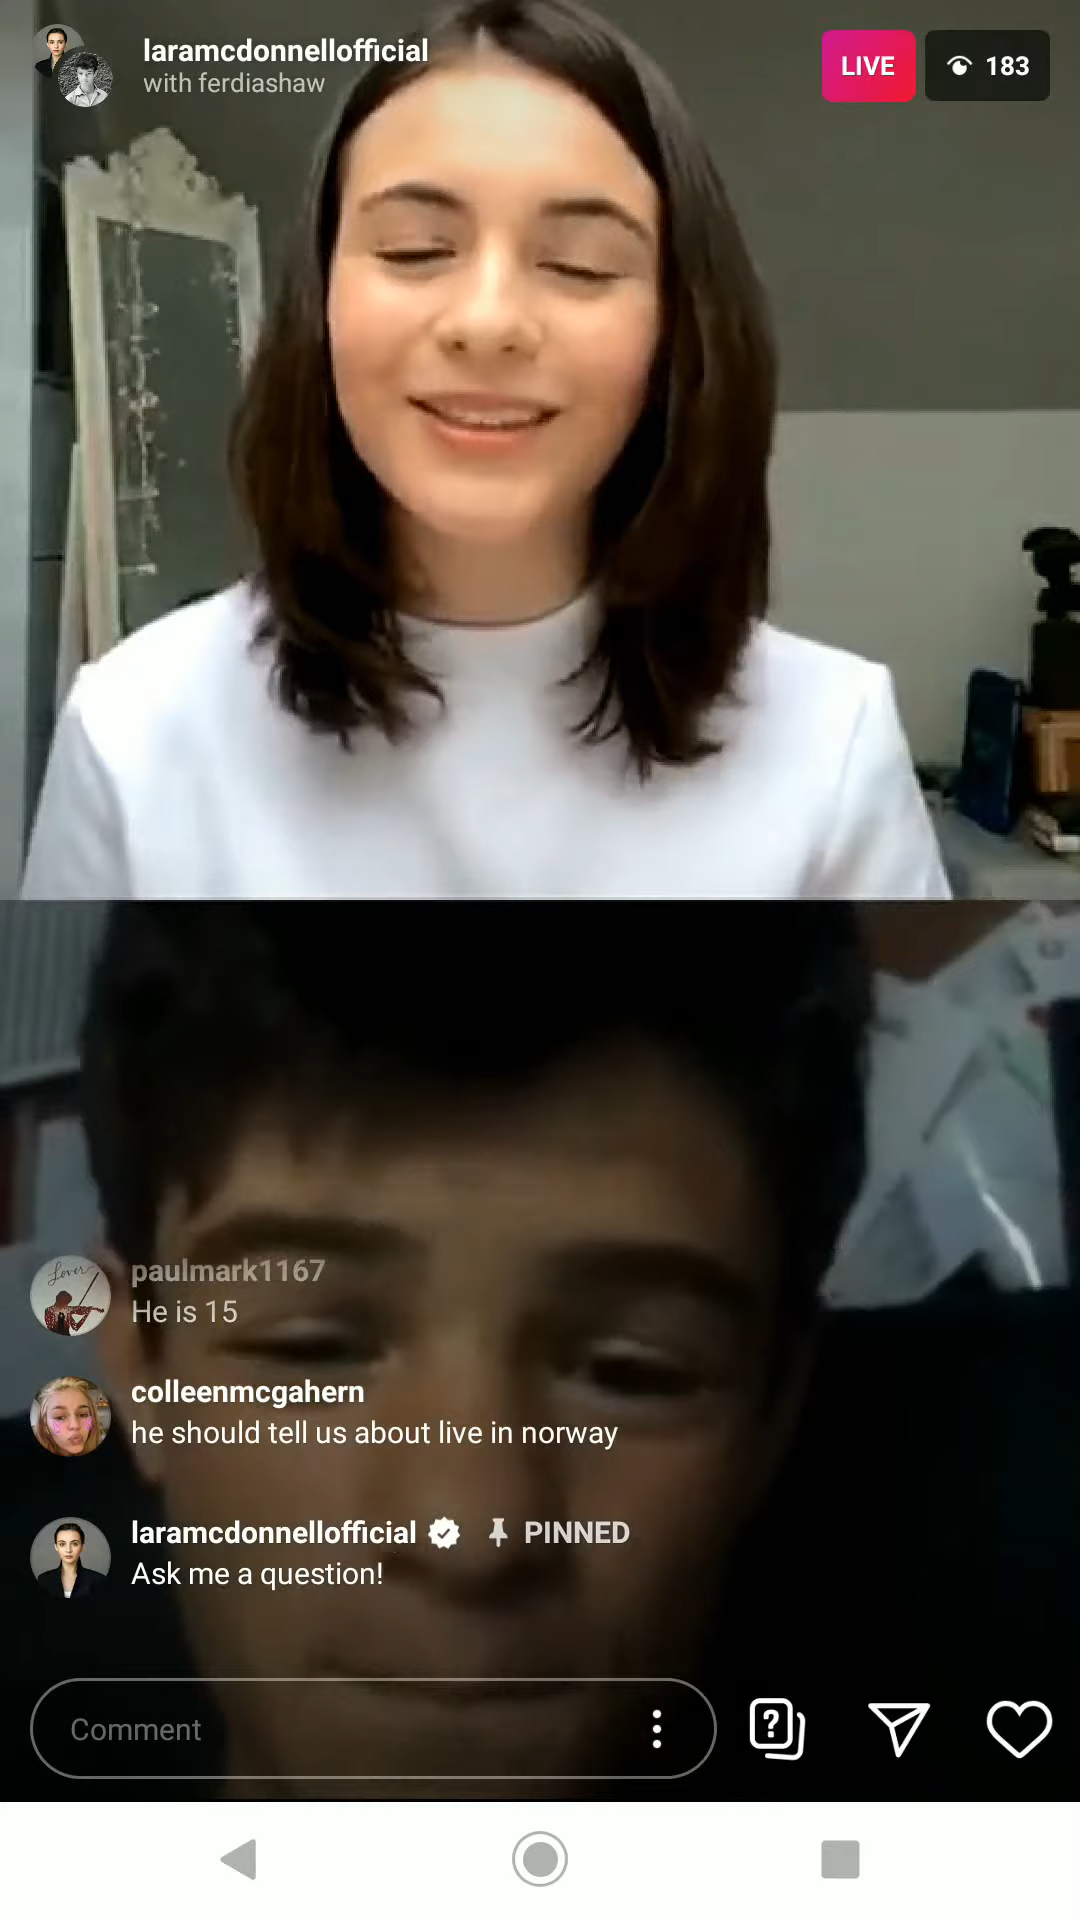 laramcdonnellofficial
with ferdiashaw
LIVE
183
Lover
paulmark1167
He is 15
colleenmcgahern
he should tell us about live in norway
laramcdonnellofficial PINNED
Ask me a question!
Comment